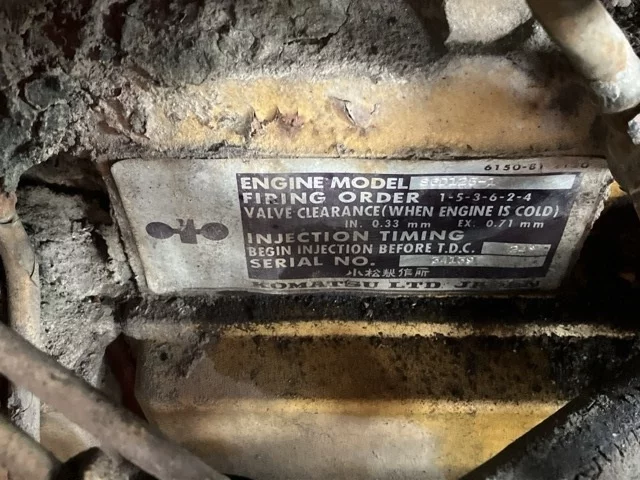 ENGINE MODEL
FIRING ORDER 1-5-3-6-2-4
VALVE CLEARANCE (WHEN ENGINE IS COLD)
IN. 0.33 mm EX. 0.71 mm
INJECTION TIMING
BEGIN INJECTION BEFORE T.D.C.
SERIAL NO.
小松製作所
KOMATSU LTD. JAPAN